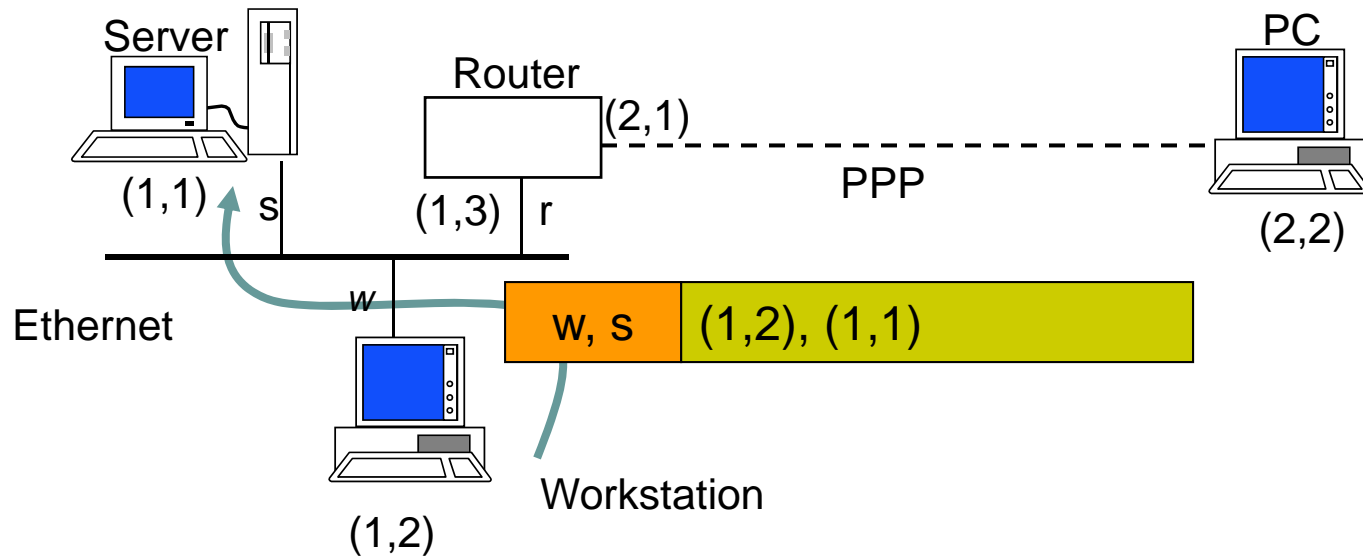 Server
PC
Router
(2,1)
PPP
(1,1)
s
(1,3)
r
(2,2)
w
Ethernet
w, s
(1,2), (1,1)
Workstation
(1,2)